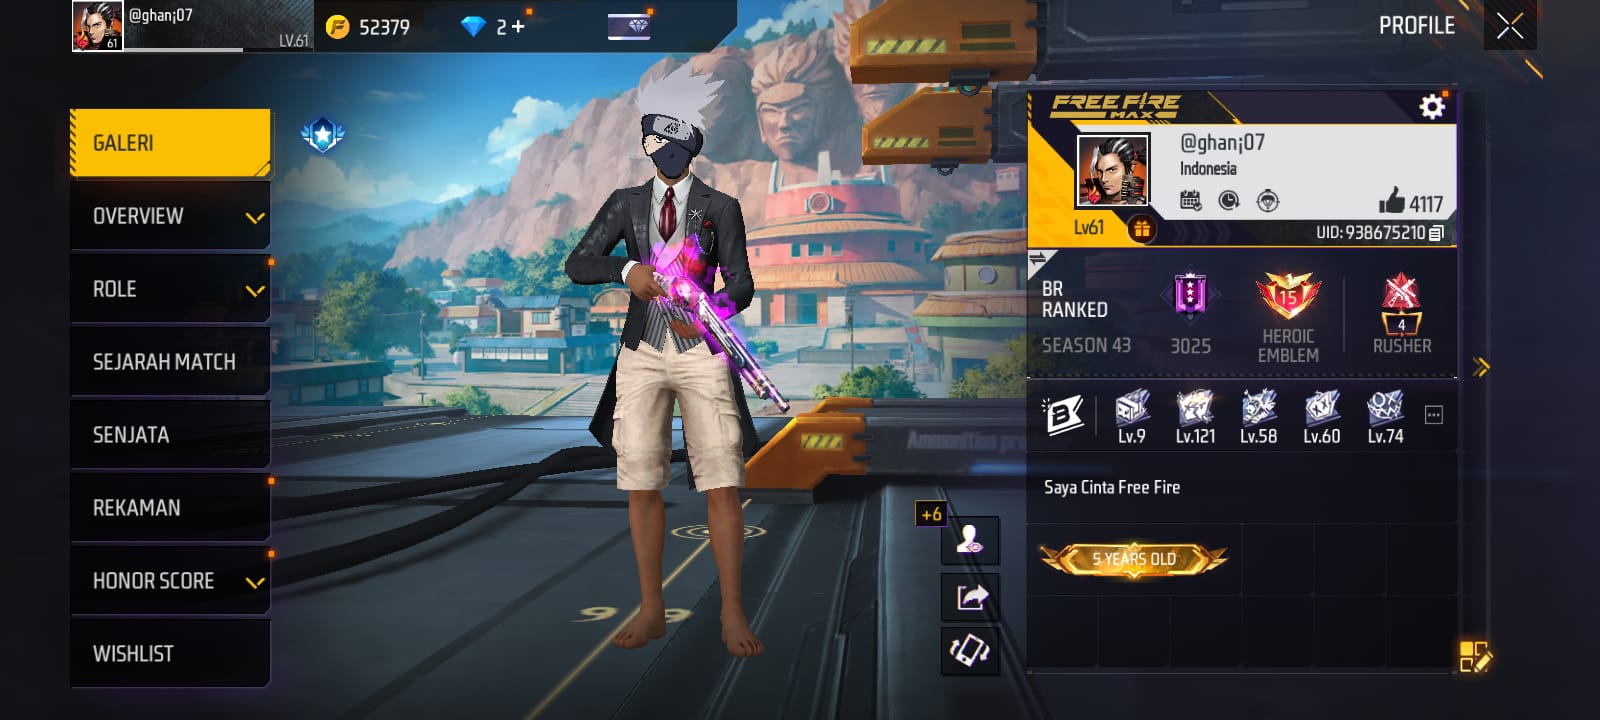 @ghan¡07
61
LV.61
52379
2 +
PROFILE
GALERI
OVERVIEW
ROLE
SEJARAH MATCH
SENJATA
REKAMAN
HONOR SCORE
WISHLIST
FREE FIRE
MAX
@ghan¡07
Indonesia
4117
Lv61
UID: 938675210
BR
RANKED
SEASON 43
3025
15
HEROIC
EMBLEM
4
RUSHER
B
Lv.9
Lv.121
Lv.58
Lv.60
Lv.74
Saya Cinta Free Fire
5 YEARS OLD
+6
9 9